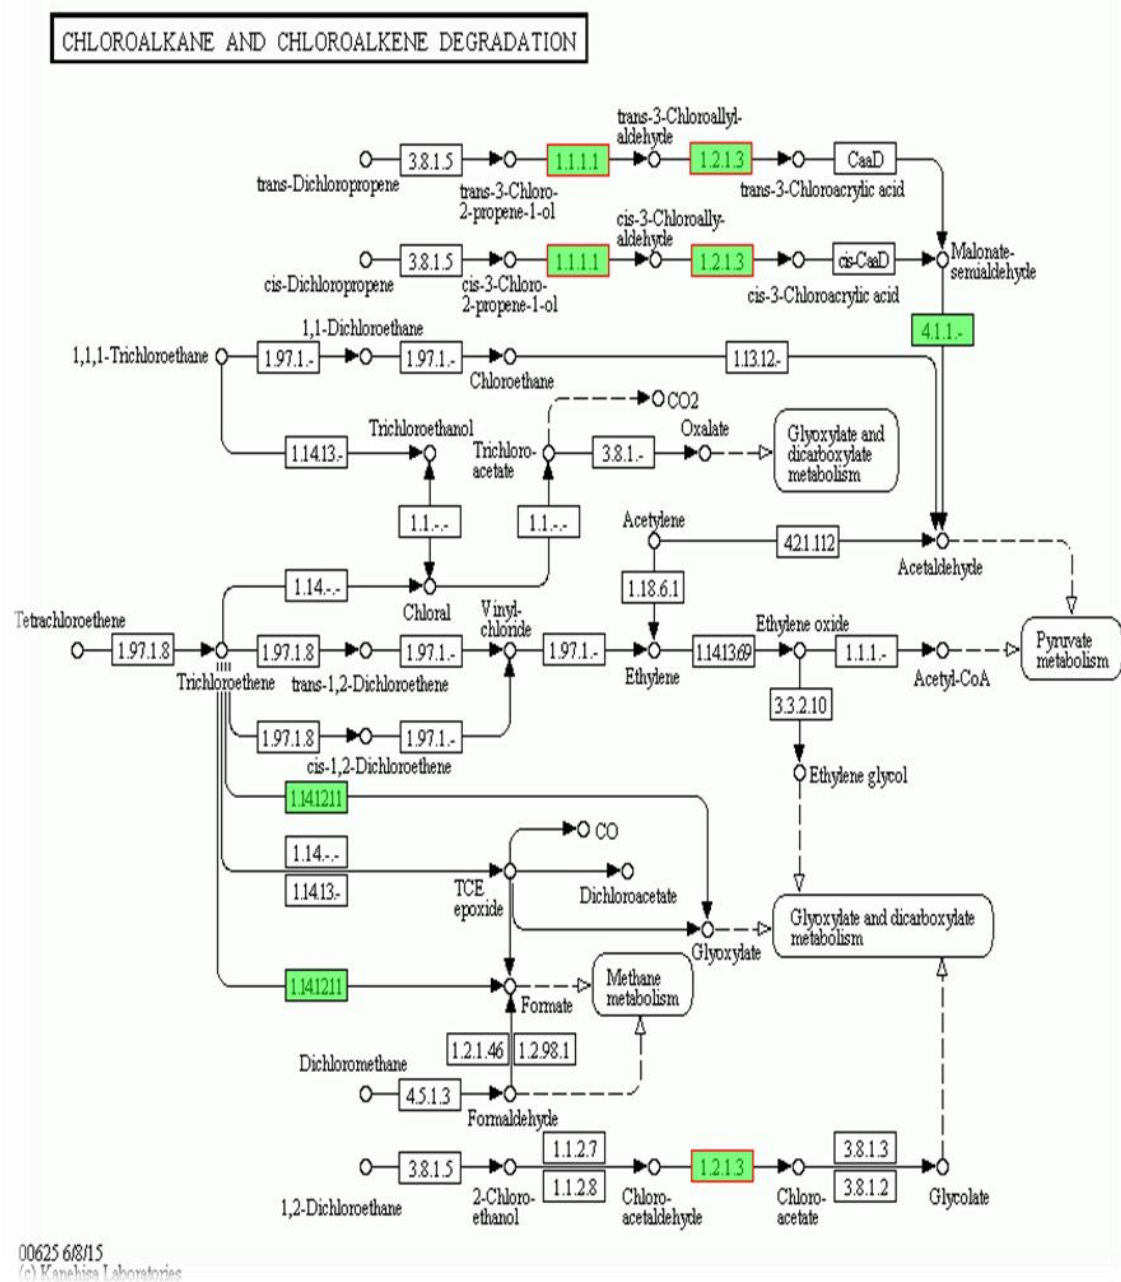 CHLOROALKANE AND CHLOROALKENE DEGRADATION
trans-3-Chloroallyl-
aldehyde
3.8.1.5
1.1.1.1
1.2.1.3
CaaD
trans-Dichloropropene
trans-3-Chloro-
2-propene-1-ol
trans-3-Chloroacrylic acid
cis-3-Chloroally-
aldehyde
3.8.1.5
1.1.1.1
1.2.1.3
cis-CaaD
Malonate-
semialdehyde
cis-Dichloropropene
cis-3-Chloro-
2-propene-1-ol
cis-3-Chloroacrylic acid
4.1.1.-
1,1-Dichloroethane
1,1,1-Trichloroethane
1.97.1.-
1.97.1.-
1.13.12.-
Chloroethane
CO2
Trichloroethanol
Trichloro-
acetate
Oxalate
1.14.13.-
3.8.1.-
Glyoxylate and
dicarboxylate
metabolism
1.1.-.-
1.1.-.-
Acetylene
4.2.1.112
Acetaldehyde
1.14.-.-
Chloral
1.18.6.1
Tetrachloroethene
Vinyl-
chloride
Ethylene oxide
1.97.1.8
1.97.1.8
1.97.1.-
1.97.1.-
1.14.13.69
1.1.1.-
Pyruvate
metabolism
Trichloroethene
trans-1,2-Dichloroethene
Ethylene
Acetyl-CoA
3.3.2.10
1.97.1.8
1.97.1.-
cis-1,2-Dichloroethene
Ethylene glycol
1.14.12.11
CO
1.14.-.-
1.14.13.-
TCE
epoxide
Dichloroacetate
Glyoxylate
Glyoxylate and dicarboxylate
metabolism
1.14.12.11
Formate
Methane
metabolism
1.2.1.46
1.2.98.1
Dichloromethane
4.5.1.3
Formaldehyde
1.1.2.7
3.8.1.3
3.8.1.5
1.2.1.3
1.1.2.8
3.8.1.2
1,2-Dichloroethane
2-Chloro-
ethanol
Chloro-
acetaldehyde
Chloro-
acetate
Glycolate
00625 6/8/15
(c) Kanehisa Laboratories